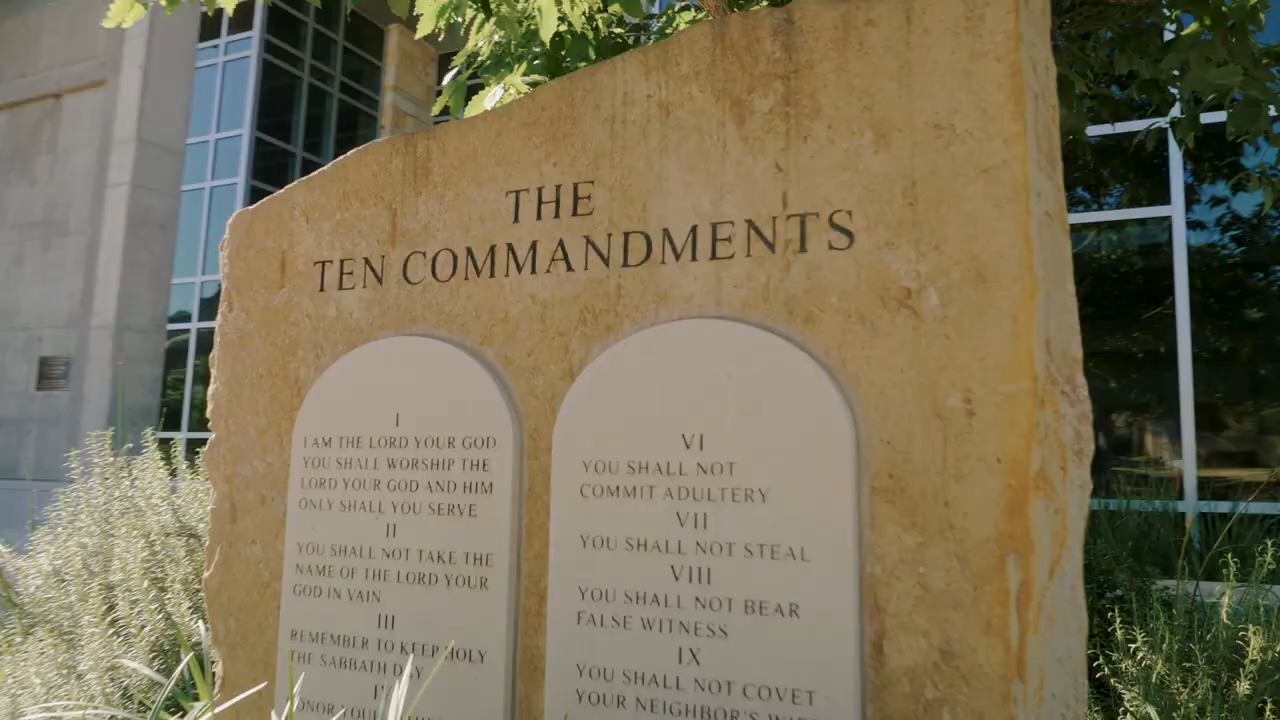 THE
TEN COMMANDMENTS
I
I AM THE LORD YOUR GOD
YOU SHALL WORSHIP THE
LORD YOUR GOD AND HIM
ONLY SHALL YOU SERVE
II
YOU SHALL NOT TAKE THE
NAME OF THE LORD YOUR
GOD IN VAIN
III
REMEMBER TO KEEP HOLY
THE SABBATH DAY
VI
YOU SHALL NOT
COMMIT ADULTERY
VII
YOU SHALL NOT STEAL
VIII
YOU SHALL NOT BEAR
FALSE WITNESS
IX
YOU SHALL NOT COVET
YOUR NEIGHBOR'S WIFE